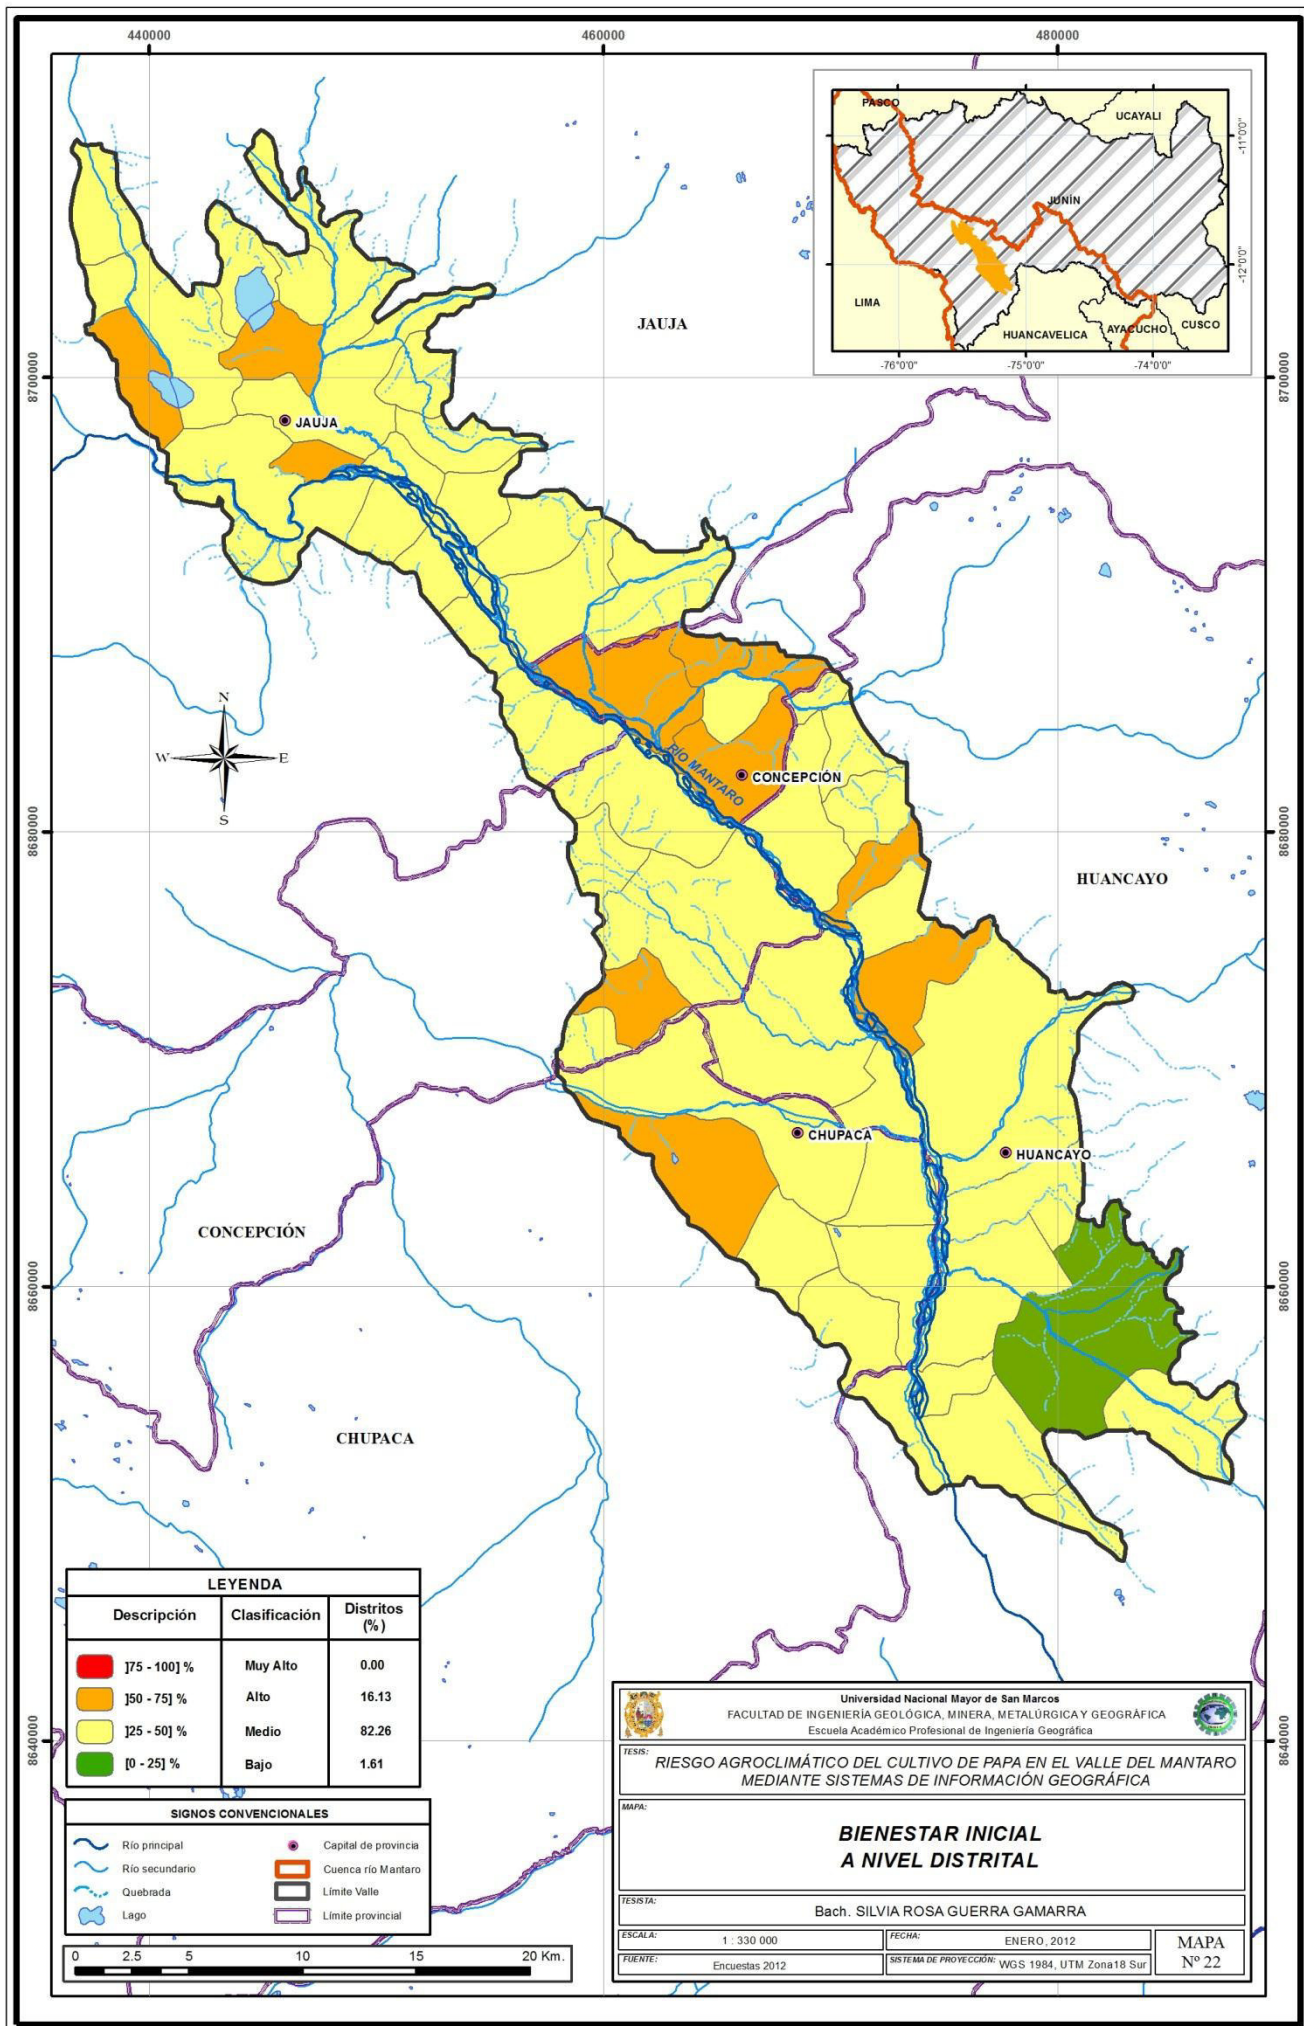 440000
460000
480000
PASCO
UCAYALI
JUNÍN
LIMA
HUANCAVELICA
AYACUCHO
CUSCO
-11°0'0"
-12°0'0"
-76°0'0"
-75°0'0"
-74°0'0"
8700000
8700000
JAUJA
JAUJA
N
W
E
S
RÍO MANTARO
CONCEPCIÓN
8680000
8680000
HUANCAYO
CHUPACA
HUANCAYO
CONCEPCIÓN
8660000
8660000
CHUPACA
8640000
8640000
LEYENDA
Descripción Clasificación Distritos (%)
]75 - 100] % Muy Alto 0.00
]50 - 75] % Alto 16.13
]25 - 50] % Medio 82.26
[0 - 25] % Bajo 1.61
SIGNOS CONVENCIONALES
Río principal
Río secundario
Quebrada
Lago
Capital de provincia
Cuenca río Mantaro
Límite Valle
Límite provincial
0 2.5 5 10 15 20 Km.
Universidad Nacional Mayor de San Marcos
FACULTAD DE INGENIERÍA GEOLÓGICA, MINERA, METALÚRGICA Y GEOGRÁFICA
Escuela Académico Profesional de Ingeniería Geográfica
TESIS: RIESGO AGROCLIMÁTICO DEL CULTIVO DE PAPA EN EL VALLE DEL MANTARO
MEDIANTE SISTEMAS DE INFORMACIÓN GEOGRÁFICA
MAPA:
BIENESTAR INICIAL
A NIVEL DISTRITAL
TESISTA:
Bach. SILVIA ROSA GUERRA GAMARRA
ESCALA: 1 : 330 000
FECHA: ENERO, 2012
FUENTE: Encuestas 2012
SISTEMA DE PROYECCIÓN: WGS 1984, UTM Zona18 Sur
MAPA
Nº 22